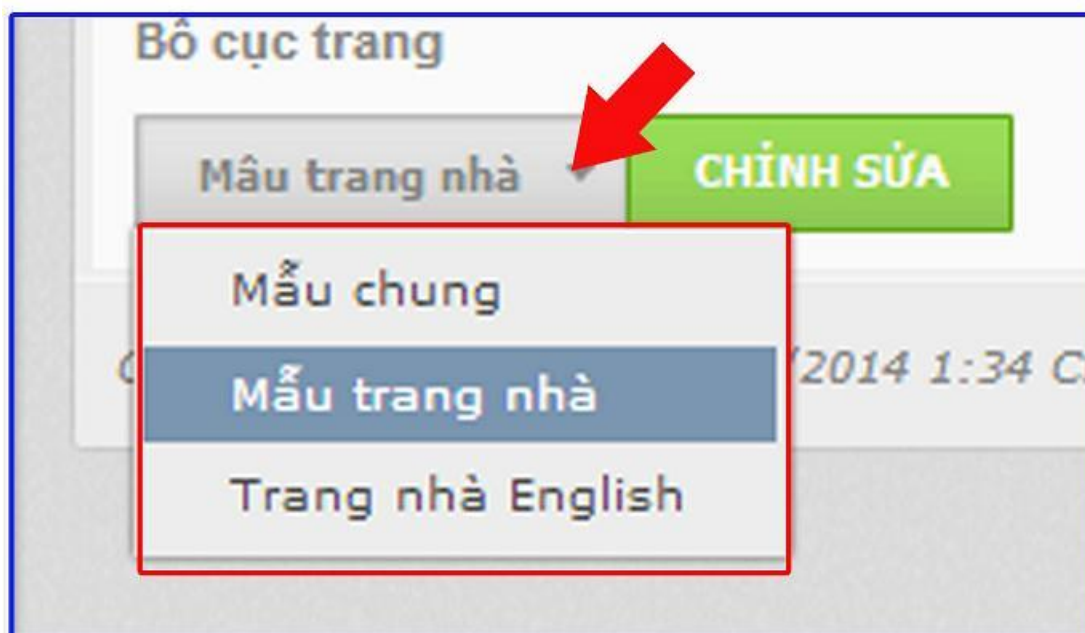 Bố cục trang
Mẫu trang nhà CHỈNH SỬA
Mẫu chung
/2014 1:34
Mẫu trang nhà
Trang nhà English